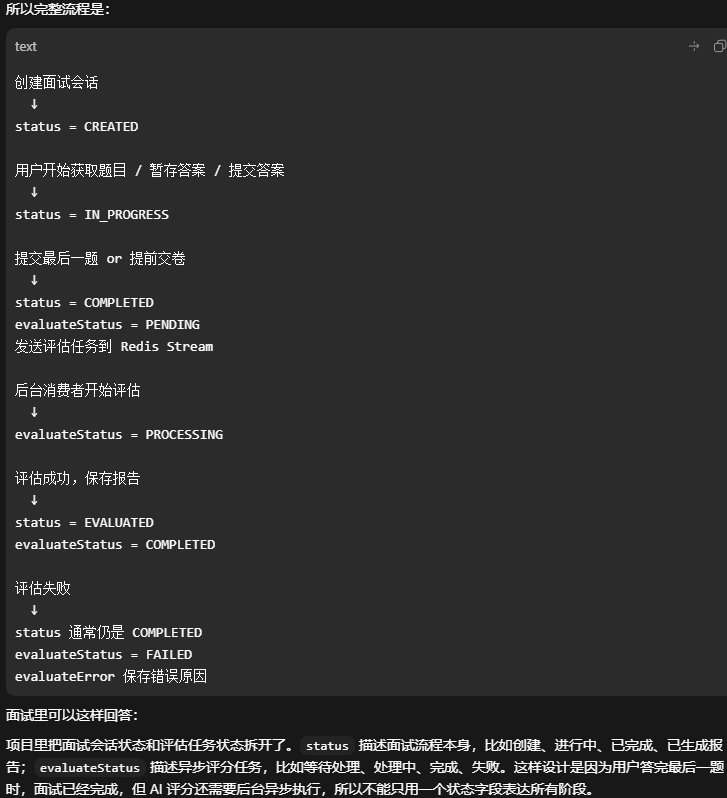 所以完整流程是：
text
创建面试会话
↓
status = CREATED
用户开始获取题目 / 暂存答案 / 提交答案
↓
status = IN_PROGRESS
提交最后一题 or 提前交卷
↓
status = COMPLETED
evaluateStatus = PENDING
发送评估任务到 Redis Stream
后台消费者开始评估
↓
evaluateStatus = PROCESSING
评估成功，保存报告
↓
status = EVALUATED
evaluateStatus = COMPLETED
评估失败
↓
status 通常仍是 COMPLETED
evaluateStatus = FAILED
evaluateError 保存错误原因
面试里可以这样回答：
项目里把面试会话状态和评估任务状态拆开了。status 描述面试流程本身，比如创建、进行中、已完成、已生成报
告；evaluateStatus 描述异步评分任务，比如等待处理、处理中、完成、失败。这样设计是因为用户答完最后一题
时，面试已经完成，但 AI 评分还需要后台异步执行，所以不能只用一个状态字段表达所有阶段。